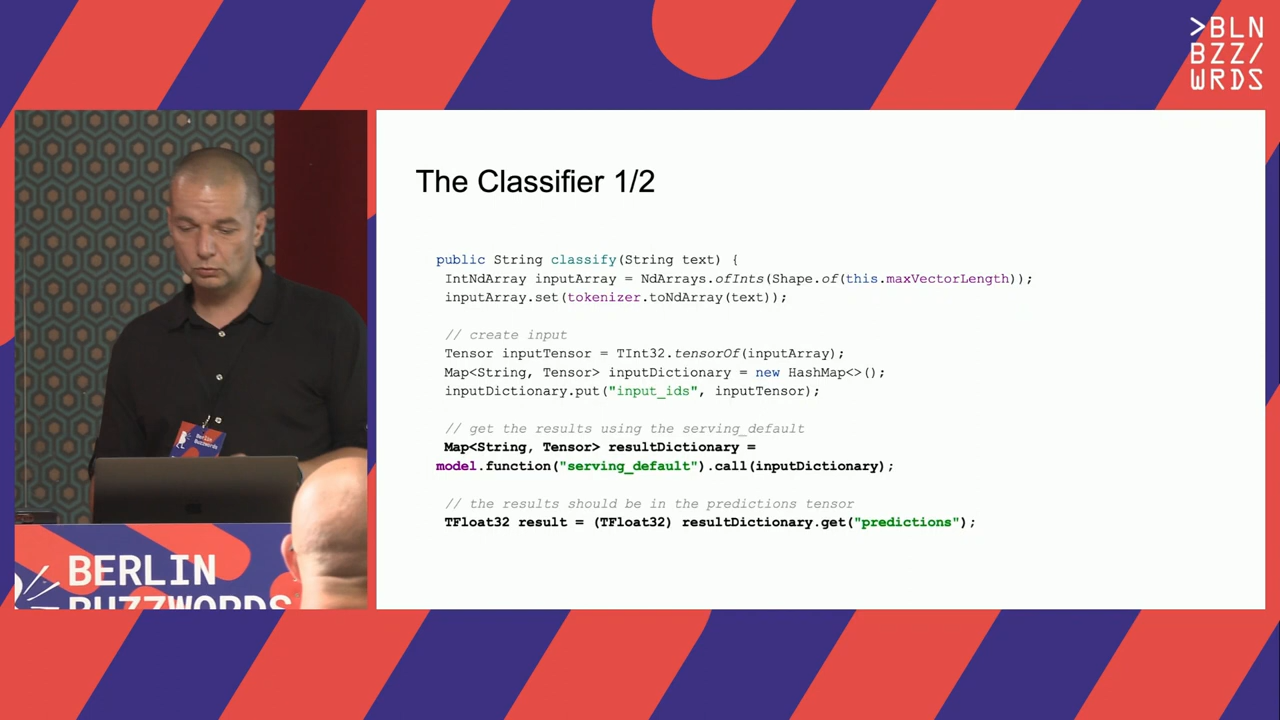 >BLN
BZZ/
WRDS
The Classifier 1/2
public String classify(String text) {
IntNdArray inputArray = NdArrays.ofInts(Shape.of(this.maxVectorLength));
inputArray.set(tokenizer.toNdArray(text));
// create input
Tensor inputTensor = TInt32.tensorOf(inputArray);
Map<String, Tensor> inputDictionary = new HashMap<>();
inputDictionary.put("input_ids", inputTensor);
// get the results using the serving_default
Map<String, Tensor> resultDictionary =
model.function("serving_default").call(inputDictionary);
// the results should be in the predictions tensor
TFloat32 result = (TFloat32) resultDictionary.get("predictions");
Berlin
Buzzwords
BERLIN
BUZZWORDS